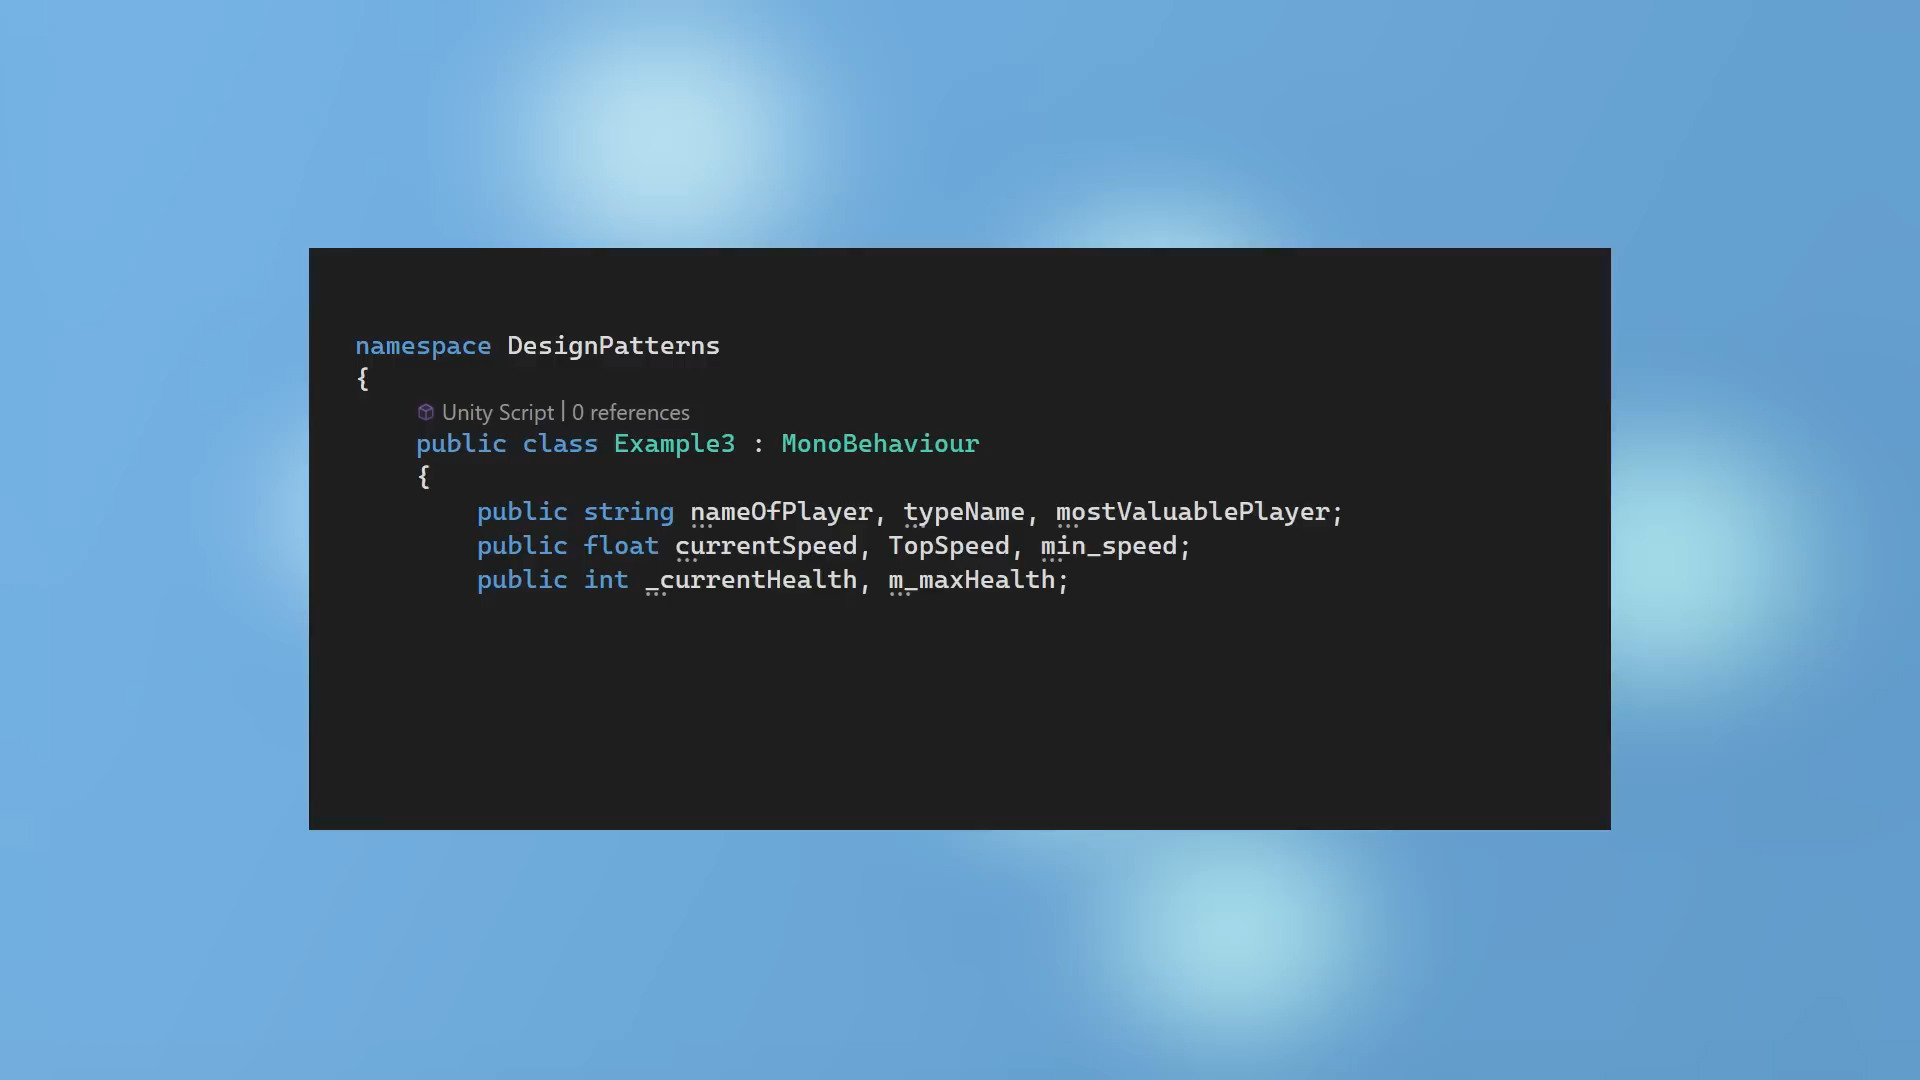 namespace DesignPatterns
{
Unity Script | 0 references
public class Example3 : MonoBehaviour
{
public string nameOfPlayer, typeName, mostValuablePlayer;
public float currentSpeed, TopSpeed, min_speed;
public int _currentHealth, m_maxHealth;